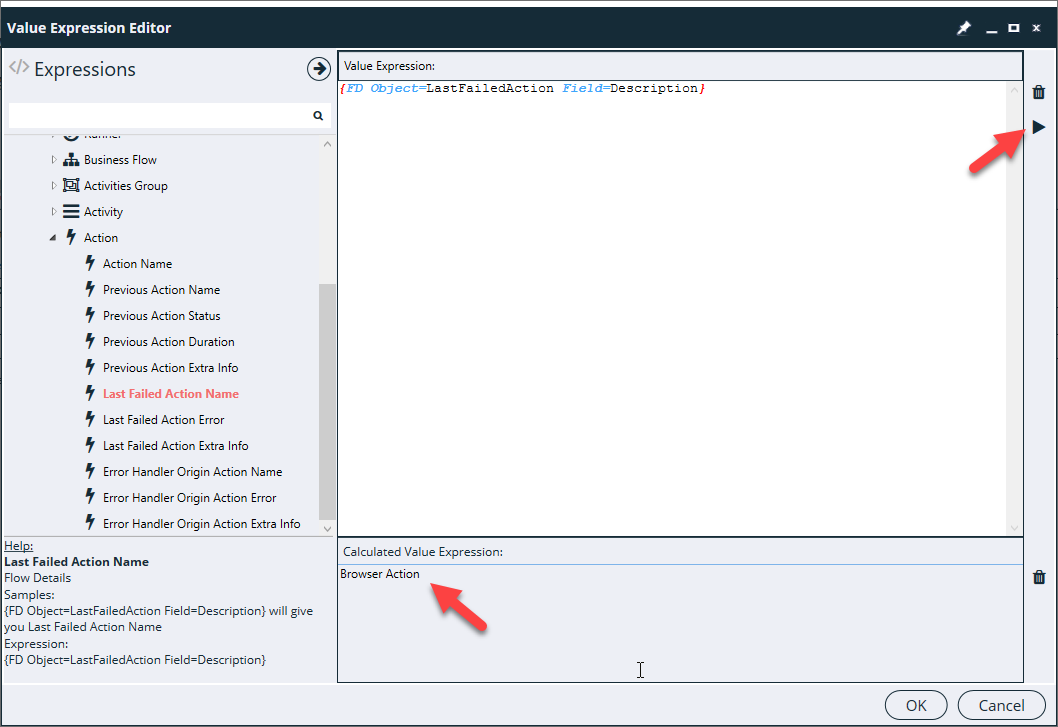 Value Expression Editor
</> Expressions
Value Expression:
{FD Object=LastFailedAction Field=Description}
Runner
Business Flow
Activities Group
Activity
Action
Action Name
Previous Action Name
Previous Action Status
Previous Action Duration
Previous Action Extra Info
Last Failed Action Name
Last Failed Action Error
Last Failed Action Extra Info
Error Handler Origin Action Name
Error Handler Origin Action Error
Error Handler Origin Action Extra Info
Help:
Last Failed Action Name
Flow Details
Samples:
{FD Object=LastFailedAction Field=Description} will give
you Last Failed Action Name
Expression:
{FD Object=LastFailedAction Field=Description}
Calculated Value Expression:
Browser Action
OK
Cancel